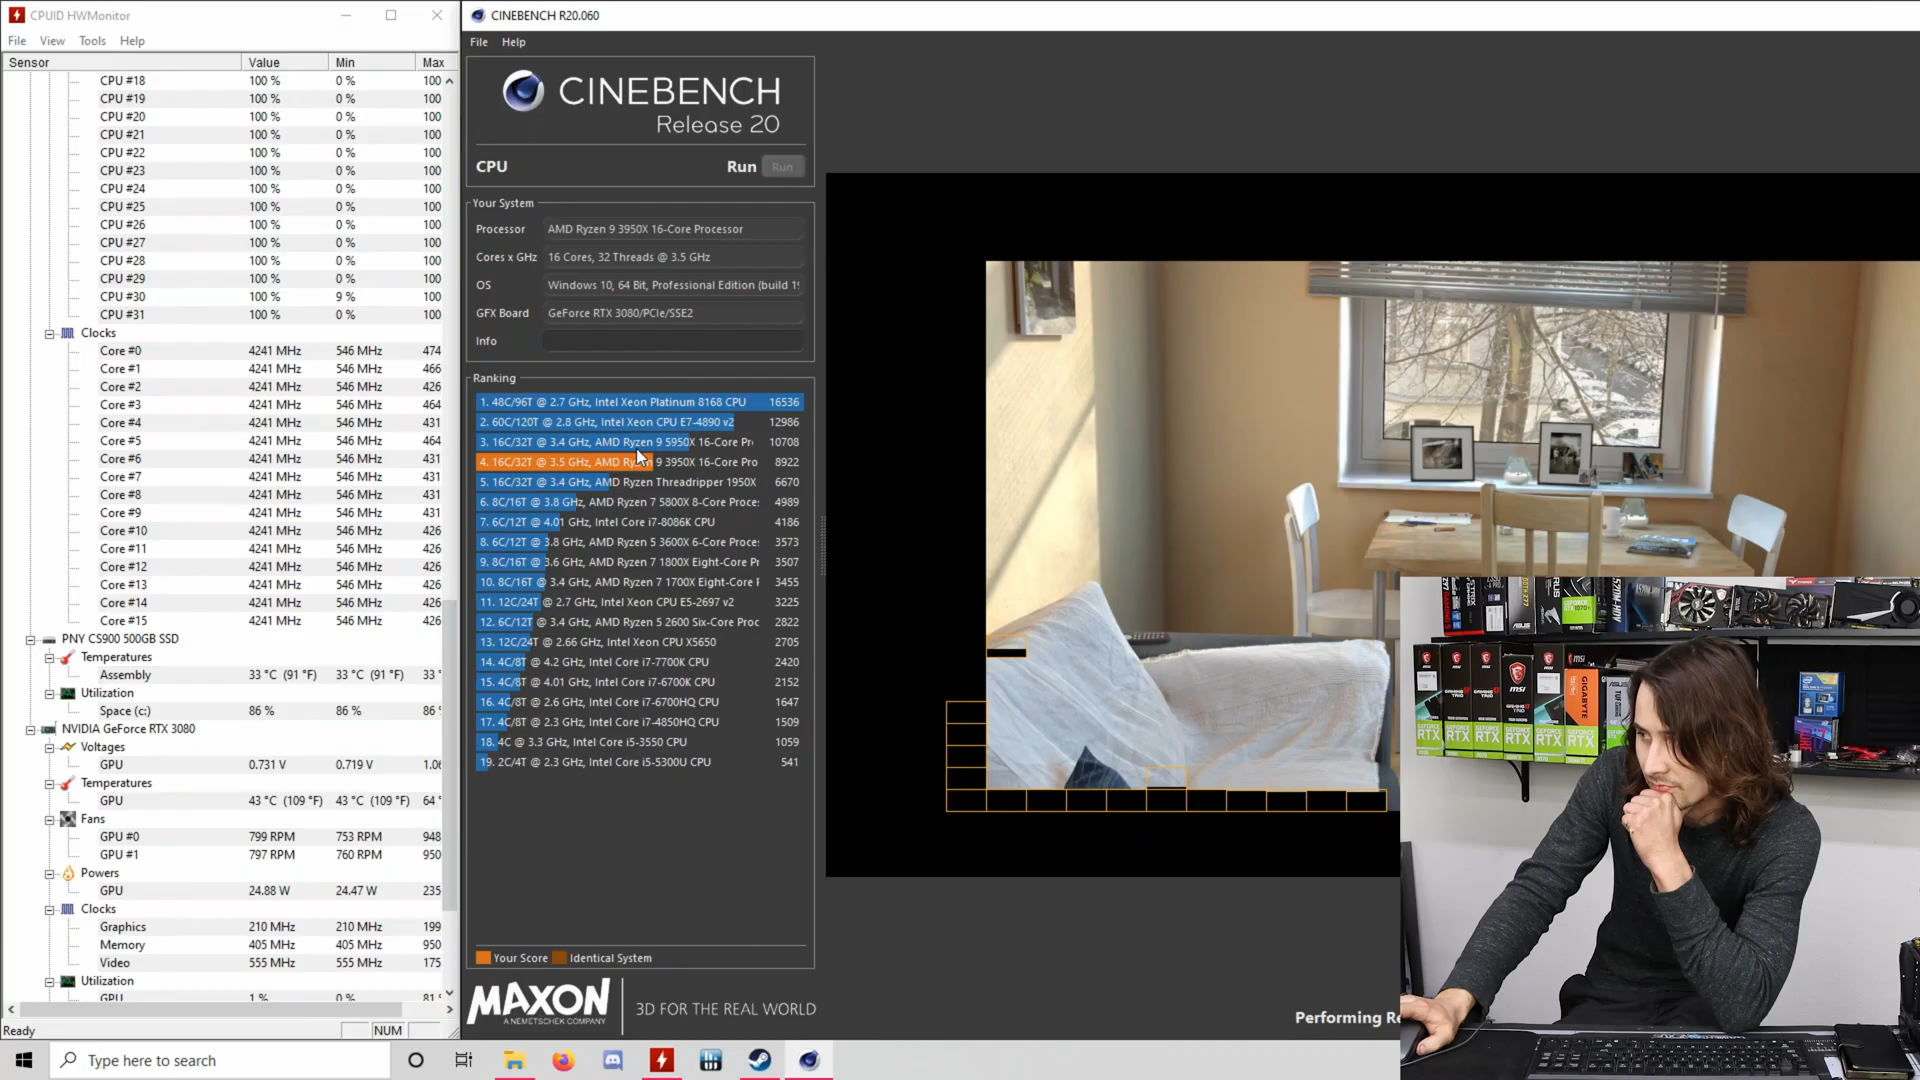 CPUID HWMonitor
File View Tools Help
Sensor Value Min Max
CPU #18 100 % 0 % 100
CPU #19 100 % 0 % 100
CPU #20 100 % 0 % 100
CPU #21 100 % 0 % 100
CPU #22 100 % 0 % 100
CPU #23 100 % 0 % 100
CPU #24 100 % 0 % 100
CPU #25 100 % 0 % 100
CPU #26 100 % 0 % 100
CPU #27 100 % 0 % 100
CPU #28 100 % 0 % 100
CPU #29 100 % 0 % 100
CPU #30 100 % 9 % 100
CPU #31 100 % 0 % 100
Clocks
Core #0 4241 MHz 546 MHz 474
Core #1 4241 MHz 546 MHz 466
Core #2 4241 MHz 546 MHz 426
Core #3 4241 MHz 546 MHz 464
Core #4 4241 MHz 546 MHz 431
Core #5 4241 MHz 546 MHz 464
Core #6 4241 MHz 546 MHz 431
Core #7 4241 MHz 546 MHz 431
Core #8 4241 MHz 546 MHz 431
Core #9 4241 MHz 546 MHz 431
Core #10 4241 MHz 546 MHz 431
Core #11 4241 MHz 546 MHz 426
Core #12 4241 MHz 546 MHz 426
Core #13 4241 MHz 546 MHz 426
Core #14 4241 MHz 546 MHz 426
Core #15 4241 MHz 546 MHz 426
PNY CS900 500GB SSD
Temperatures
Assembly 33 °C (91 °F) 33 °C (91 °F) 33 °
Utilization
Space (c:) 86 % 86 % 86
NVIDIA GeForce RTX 3080
Voltages
GPU 0.731 V 0.719 V 1.0
Temperatures
GPU 43 °C (109 °F) 43 °C (109 °F) 64 °
Fans
GPU #0 799 RPM 753 RPM 948
GPU #1 797 RPM 760 RPM 950
Powers
GPU 24.88 W 24.47 W 235
Clocks
Graphics 210 MHz 210 MHz 199
Memory 405 MHz 405 MHz 950
Video 555 MHz 555 MHz 175
Utilization
GPU 1 % 0 % 81
Ready NUM
CINEBENCH R20.060
File Help
CINEBENCH
Release 20
CPU Run Run
Your System
Processor AMD Ryzen 9 3950X 16-Core Processor
Cores x GHz 16 Cores, 32 Threads @ 3.5 GHz
OS Windows 10, 64 Bit, Professional Edition (build 1
GFX Board GeForce RTX 3080/PCIe/SSE2
Info
Ranking
1. 48C/96T @ 2.7 GHz, Intel Xeon Platinum 8168 CPU 16536
2. 60C/120T @ 2.8 GHz, Intel Xeon CPU E7-4890 v2 12986
3. 16C/32T @ 3.4 GHz, AMD Ryzen 9 5950X 16-Core Pr 10708
4. 16C/32T @ 3.5 GHz, AMD Ryzen 9 3950X 16-Core Pro 8922
5. 16C/32T @ 3.4 GHz, AMD Ryzen Threadripper 1950X 6670
6. 8C/16T @ 3.8 GHz, AMD Ryzen 7 5800X 8-Core Proce 4989
7. 6C/12T @ 4.01 GHz, Intel Core i7-8086K CPU 4186
8. 6C/12T @ 3.8 GHz, AMD Ryzen 5 3600X 6-Core Proce 3573
9. 8C/16T @ 3.6 GHz, AMD Ryzen 7 1800X Eight-Core Pr 3507
10. 8C/16T @ 3.4 GHz, AMD Ryzen 7 1700X Eight-Core 3455
11. 12C/24T @ 2.7 GHz, Intel Xeon CPU E5-2697 v2 3225
12. 6C/12T @ 3.4 GHz, AMD Ryzen 5 2600 Six-Core Proc 2822
13. 12C/24T @ 2.66 GHz, Intel Xeon CPU X5650 2705
14. 4C/8T @ 4.2 GHz, Intel Core i7-7700K CPU 2420
15. 4C/8T @ 4.01 GHz, Intel Core i7-6700K CPU 2152
16. 4C/8T @ 2.6 GHz, Intel Core i7-6700HQ CPU 1647
17. 4C/8T @ 2.3 GHz, Intel Core i7-4850HQ CPU 1509
18. 4C @ 3.3 GHz, Intel Core i5-3550 CPU 1059
19. 2C/4T @ 2.3 GHz, Intel Core i5-5300U CPU 541
Your Score Identical System
MAXON
A NEMETSCHEK COMPANY
3D FOR THE REAL WORLD
Performing Re
msi
GIGABYTE
GEFORCE RTX
Type here to search